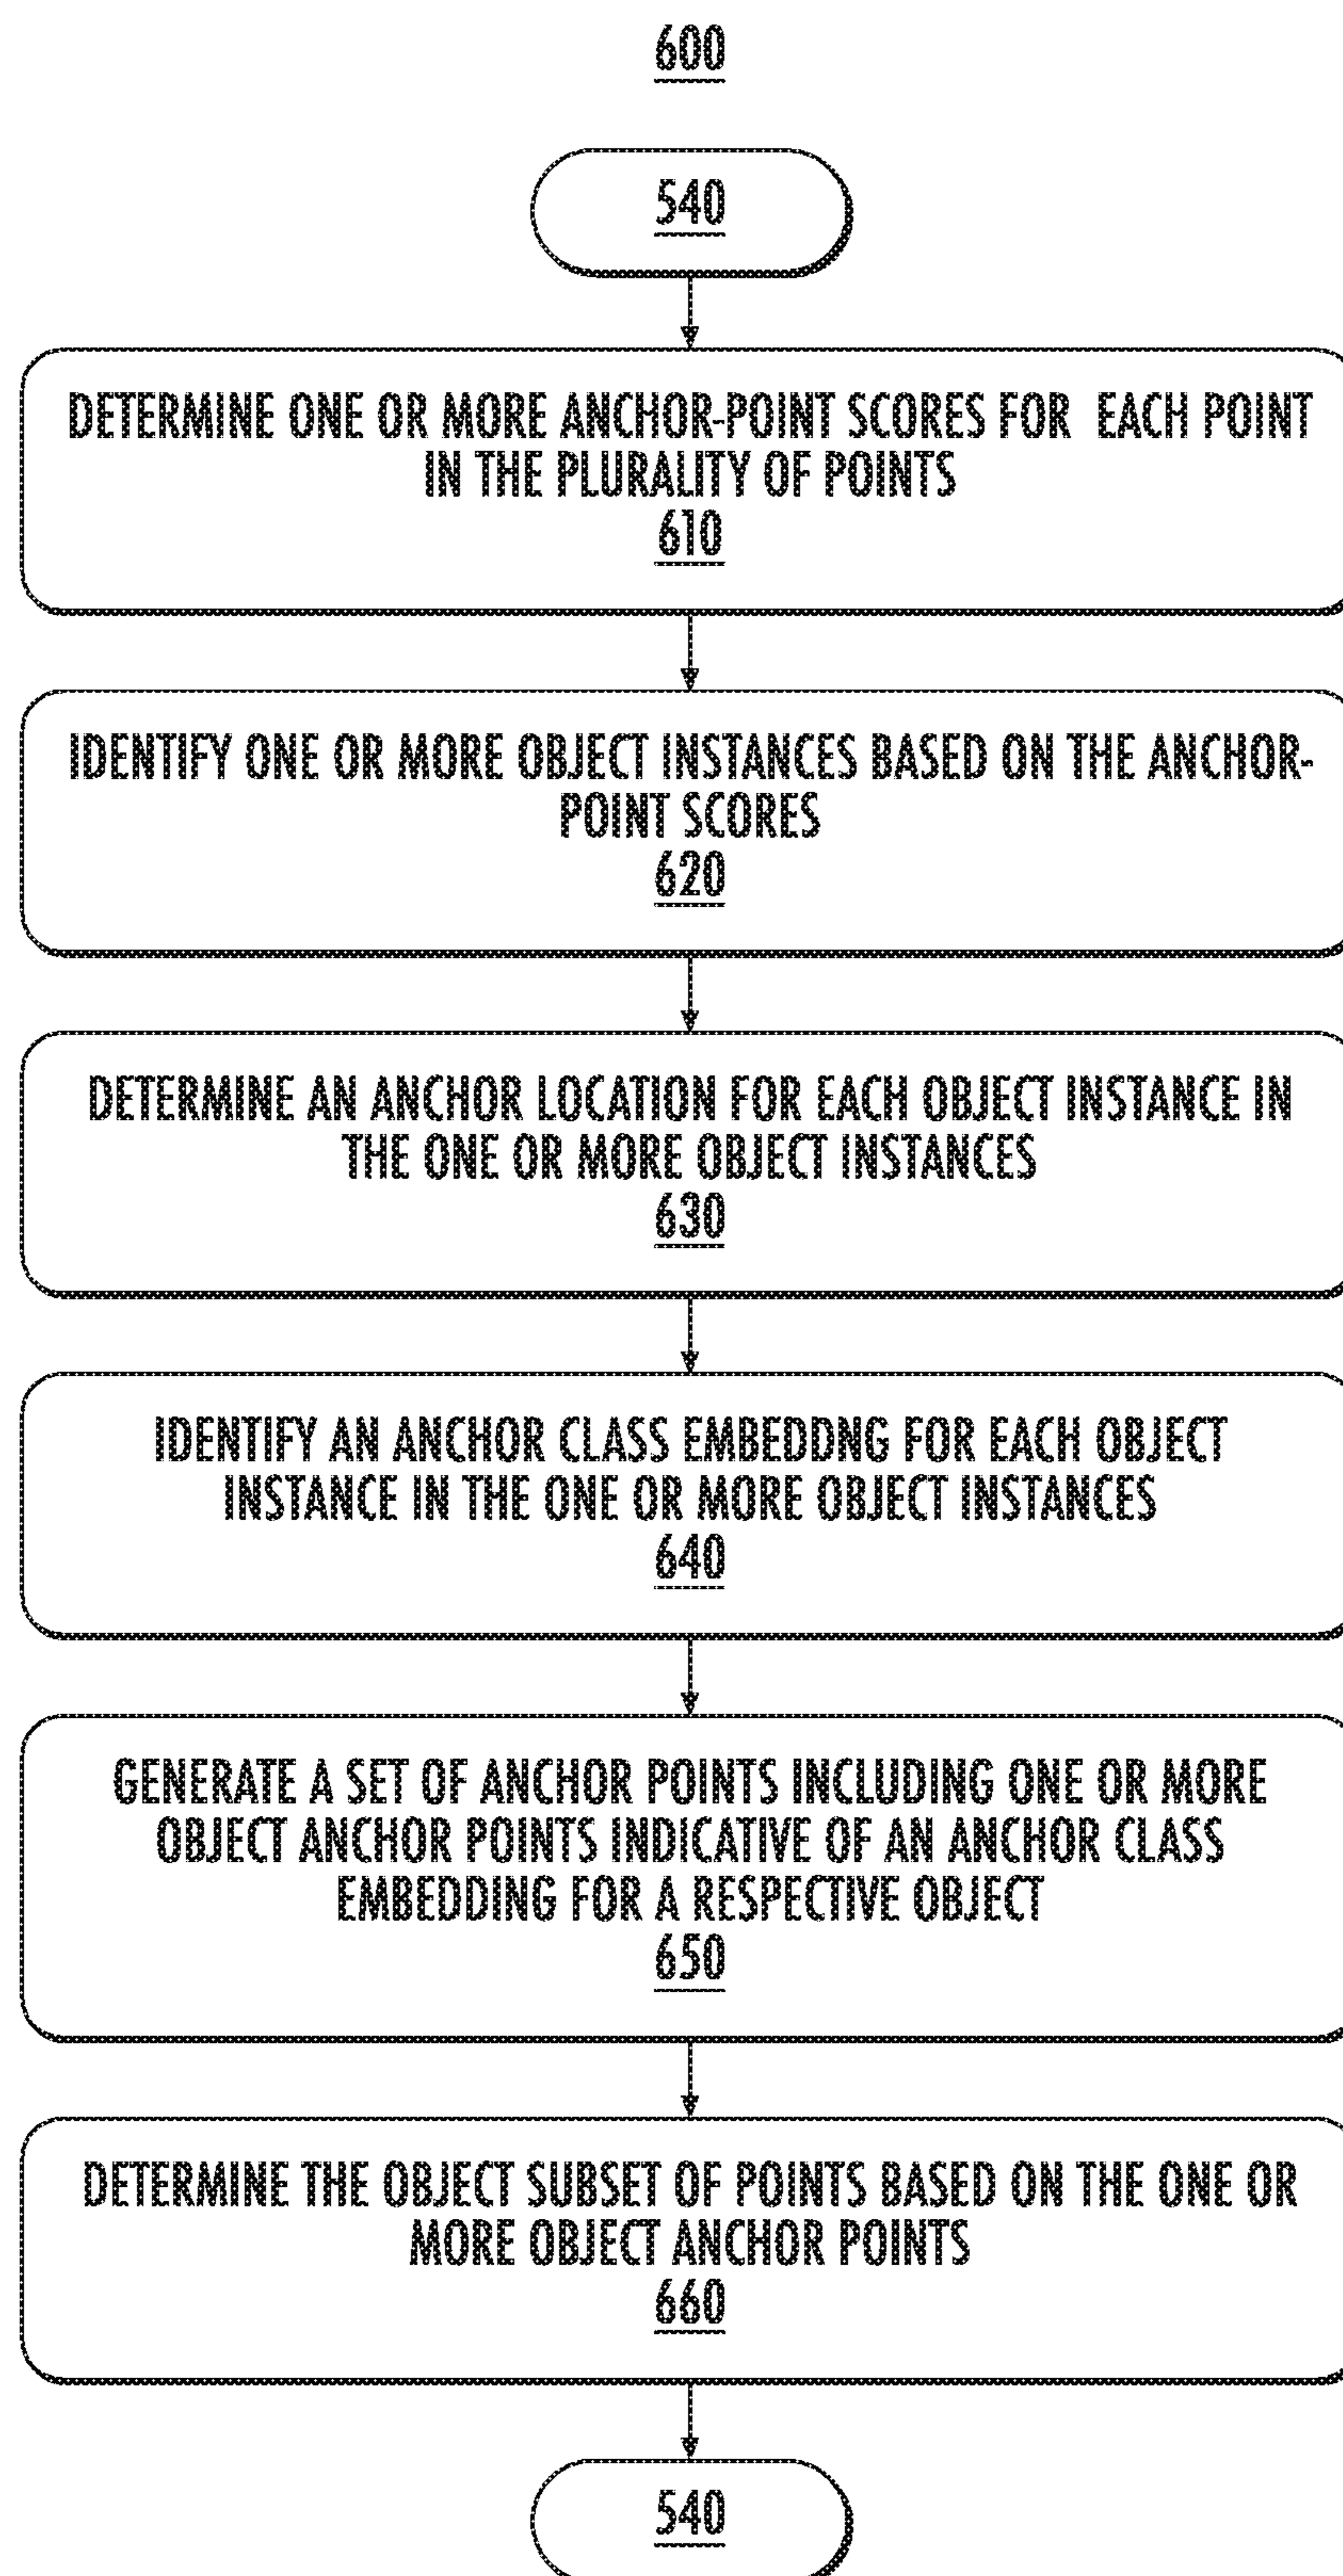 600
540
DETERMINE ONE OR MORE ANCHOR-POINT SCORES FOR EACH POINT
IN THE PLURALITY OF POINTS
610
IDENTIFY ONE OR MORE OBJECT INSTANCES BASED ON THE ANCHOR-
POINT SCORES
620
DETERMINE AN ANCHOR LOCATION FOR EACH OBJECT INSTANCE IN
THE ONE OR MORE OBJECT INSTANCES
630
IDENTIFY AN ANCHOR CLASS EMBEDDNG FOR EACH OBJECT
INSTANCE IN THE ONE OR MORE OBJECT INSTANCES
640
GENERATE A SET OF ANCHOR POINTS INCLUDING ONE OR MORE
OBJECT ANCHOR POINTS INDICATIVE OF AN ANCHOR CLASS
EMBEDDING FOR A RESPECTIVE OBJECT
650
DETERMINE THE OBJECT SUBSET OF POINTS BASED ON THE ONE OR
MORE OBJECT ANCHOR POINTS
660
540